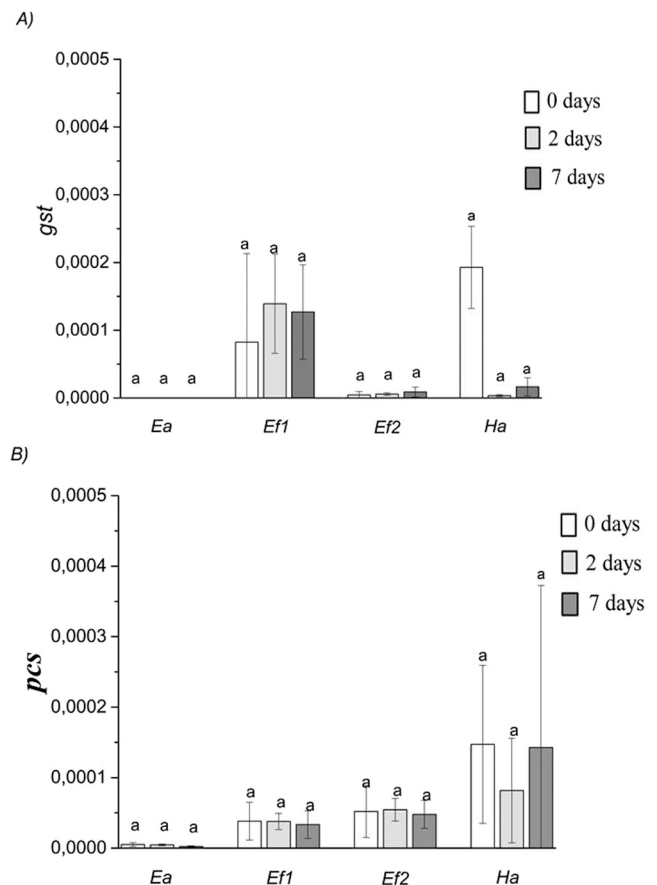 A)
0,0005
0,0004
0,0003
0,0002
0,0001
0,0000
gst
0 days
2 days
7 days
a a a
a a a
a a a
a a a
Ea Ef1 Ef2 Ha
B)
0,0005
0,0004
0,0003
0,0002
0,0001
0,0000
pcs
0 days
2 days
7 days
a a a
a a a
a a a
a a a
Ea Ef1 Ef2 Ha